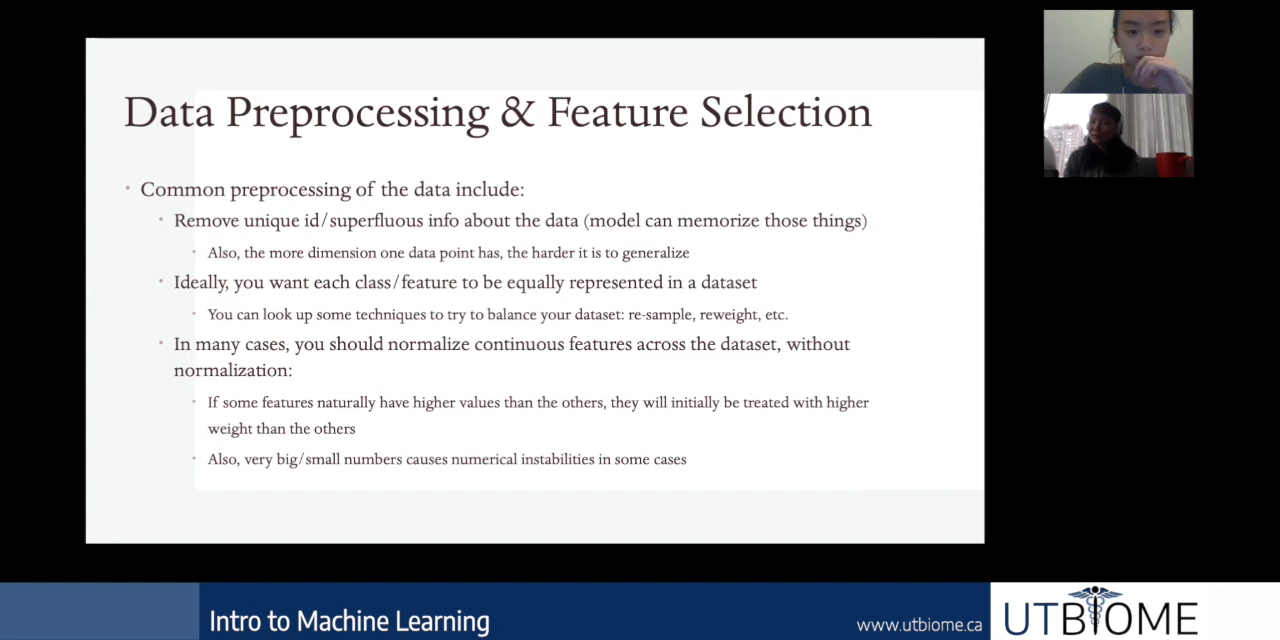 Data Preprocessing & Feature Selection
• Common preprocessing of the data include:
• Remove unique id/superfluous info about the data (model can memorize those things)
• Also, the more dimension one data point has, the harder it is to generalize
• Ideally, you want each class/feature to be equally represented in a dataset
• You can look up some techniques to try to balance your dataset: re-sample, reweight, etc.
• In many cases, you should normalize continuous features across the dataset, without
normalization:
• If some features naturally have higher values than the others, they will initially be treated with higher
weight than the others
• Also, very big/small numbers causes numerical instabilities in some cases
Intro to Machine Learning
www.utbiome.ca
UTBIOME